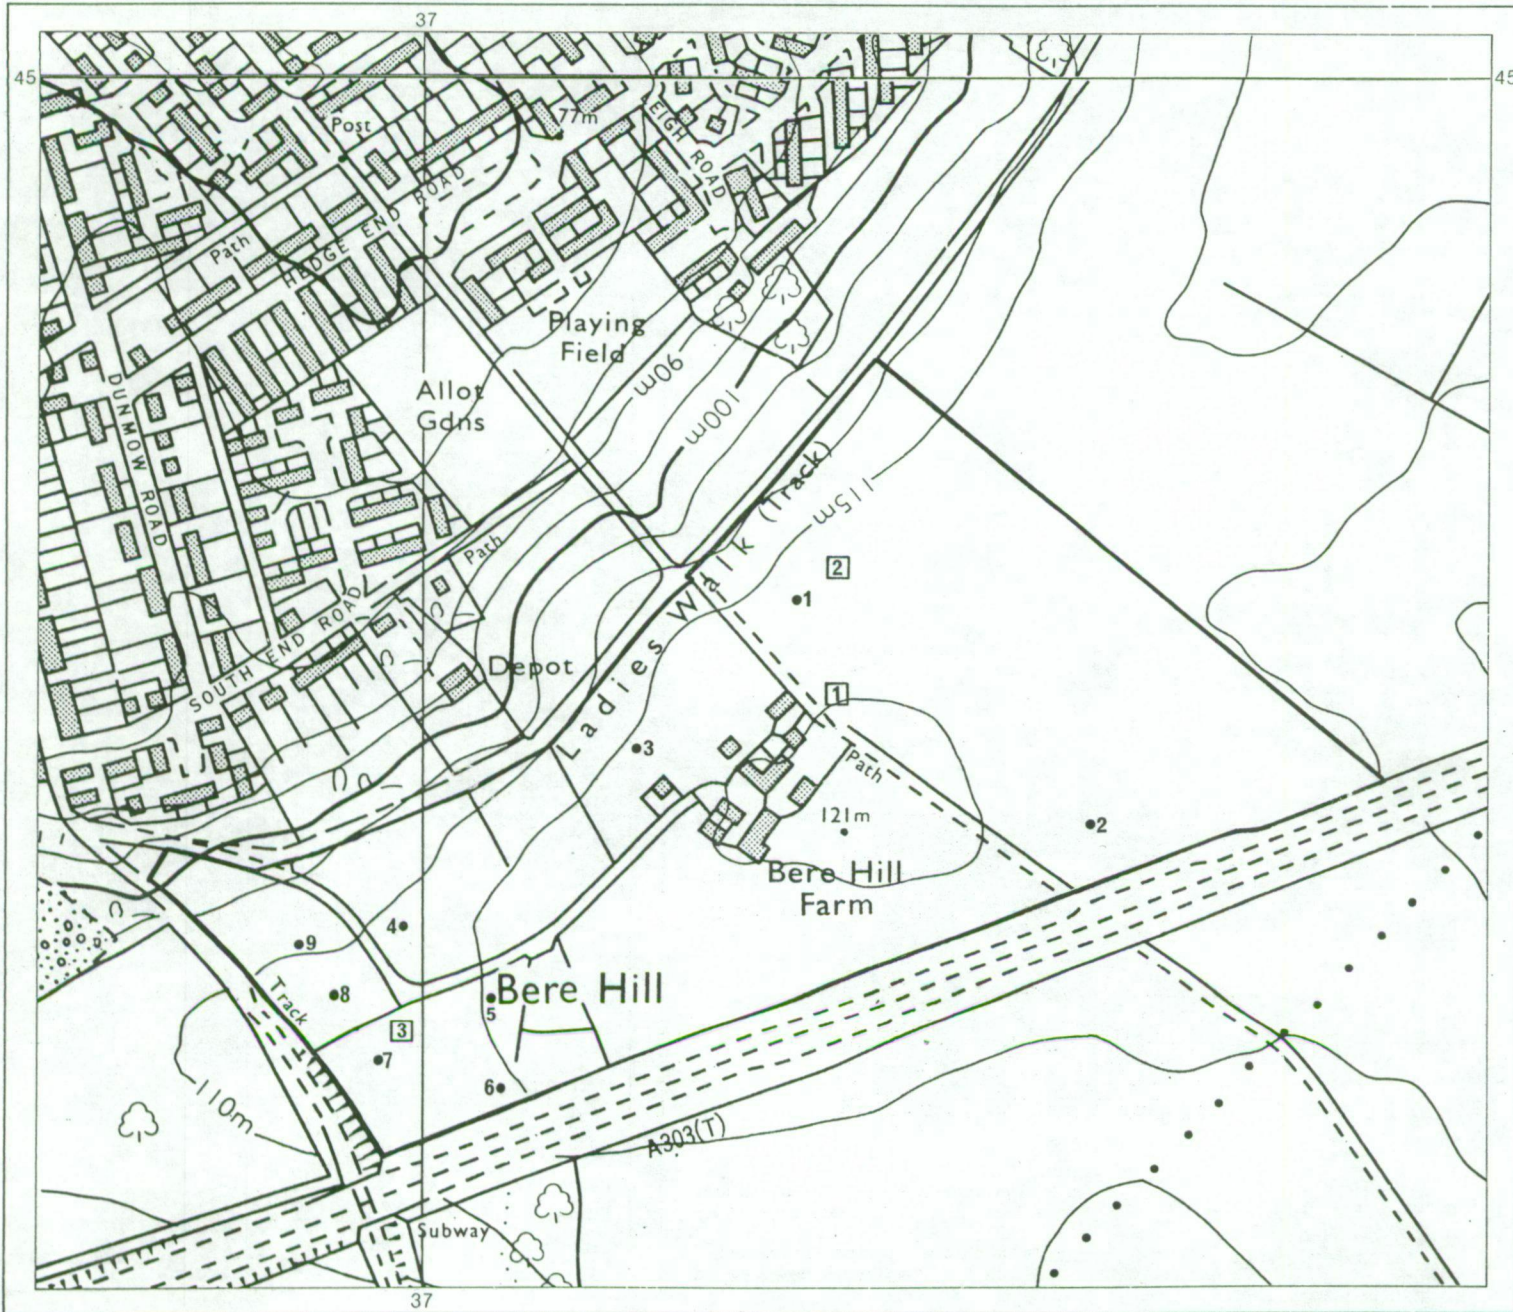 37
45
45
Post
77m
EIGH ROAD
Path
HEDGE END ROAD
Playing
Field
90m
Allot
Gdns
100m
DUNMOW ROAD
Ladies Walk (Track)
115m
Path
2
1
SOUTH END ROAD
Depot
1
3
Path
121m
2
Bere Hill
Farm
4
9
Track
8
Bere Hill
5
3
7
6
110m
A303(T)
Subway
37